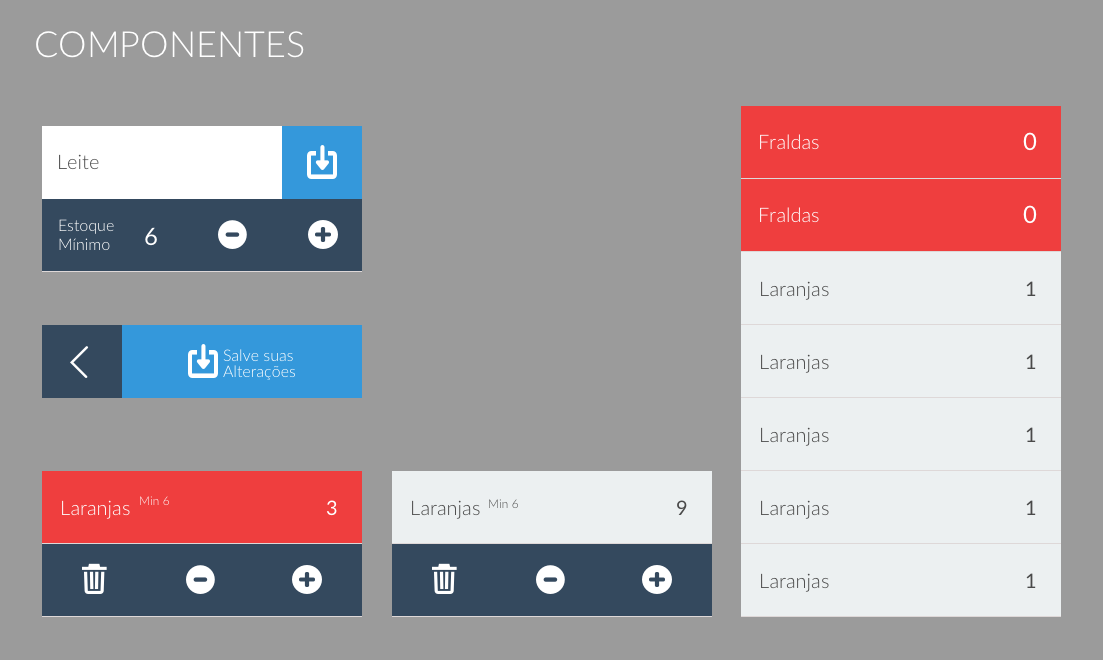 COMPONENTES
Leite
Estoque
Mínimo
6
Salve suas
Alterações
Laranjas Min 6 3
Laranjas Min 6 9
Fraldas 0
Fraldas 0
Laranjas 1
Laranjas 1
Laranjas 1
Laranjas 1
Laranjas 1